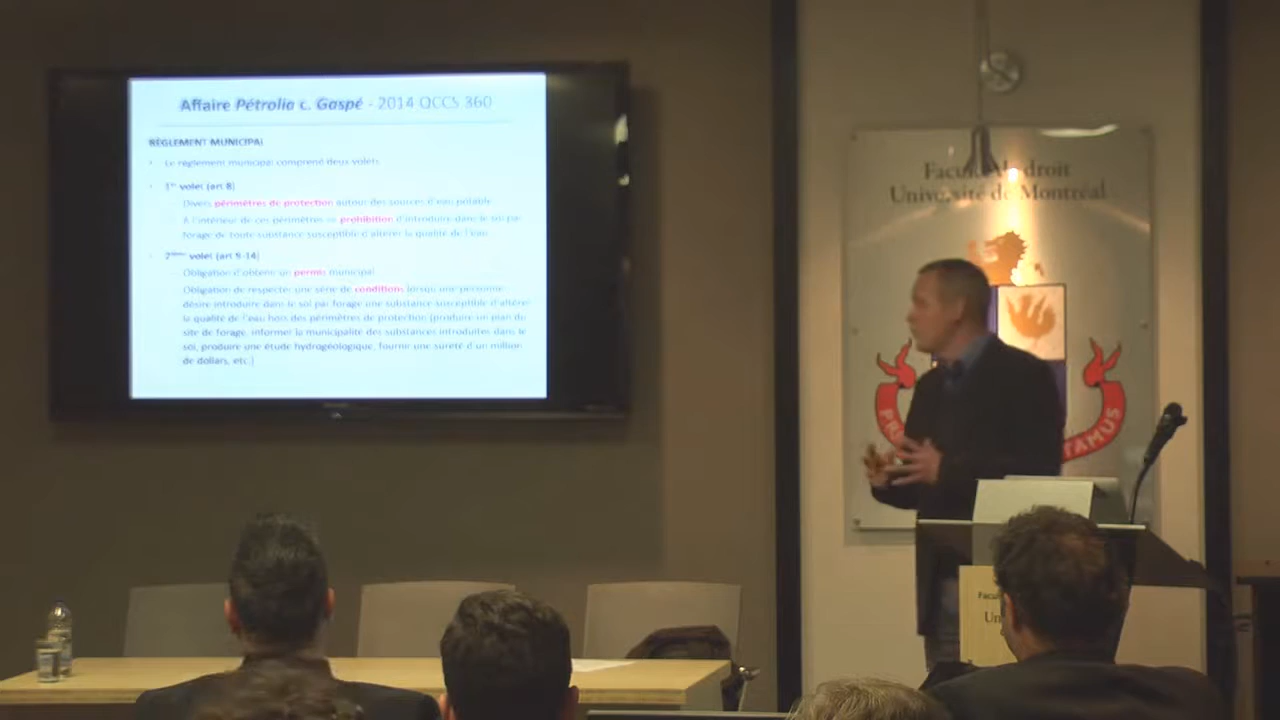 Affaire Pétrolia c. Gaspé - 2014 QCCS 360
RÈGLEMENT MUNICIPAL
Le règlement municipal comprend deux volets
1er volet (art 8)
Divers périmètres de protection autour des sources d'eau potable
À l'intérieur de ces périmètres prohibition d'introduire dans le sol par
forage de toute substance susceptible d'altérer la qualité de l'eau
2ième volet (art 9-14)
Obligation d'obtenir un permis municipal
Obligation de respecter une série de conditions lorsqu'une personne
désire introduire dans le sol par forage une substance susceptible d'altérer
la qualité de l'eau hors des périmètres de protection (produire un plan du
site de forage, informer la municipalité des substances introduites dans le
sol, produire une étude hydrogéologique, fournir une sûreté d'un million
de dollars, etc.)
Faculté de droit
Université de Montréal
PR
TAMUS
Facu
Un